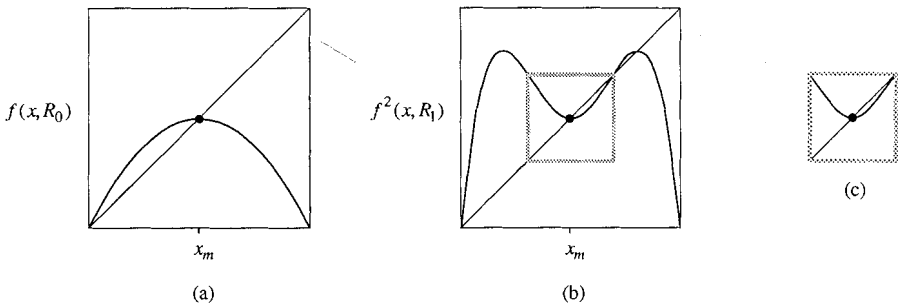 f(x, R₀)
x_m
(a)
f²(x, R₁)
x_m
(b)
(c)